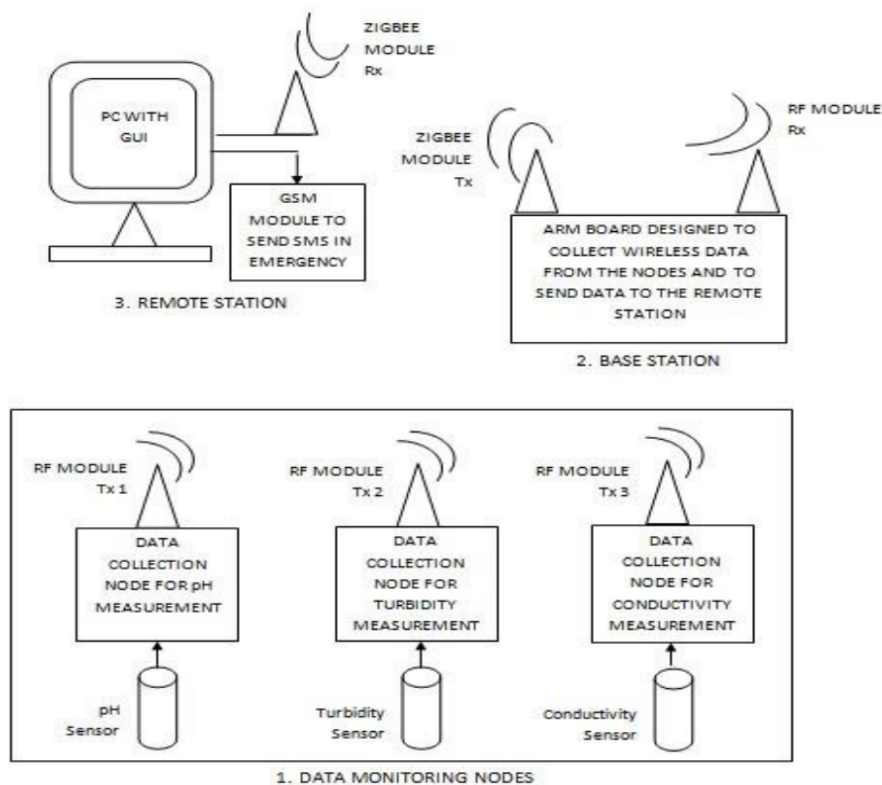 ZIGBEE
MODULE
Rx
PC WITH
GUI
GSM
MODULE TO
SEND SMS IN
EMERGENCY
3. REMOTE STATION
ZIGBEE
MODULE
Tx
RF MODULE
Rx
ARM BOARD DESIGNED TO
COLLECT WIRELESS DATA
FROM THE NODES AND TO
SEND DATA TO THE REMOTE
STATION
2. BASE STATION
RF MODULE
Tx 1
DATA
COLLECTION
NODE FOR pH
MEASUREMENT
pH
Sensor
RF MODULE
Tx 2
DATA
COLLECTION
NODE FOR
TURBIDITY
MEASUREMENT
Turbidity
Sensor
RF MODULE
Tx 3
DATA
COLLECTION
NODE FOR
CONDUCTIVITY
MEASUREMENT
Conductivity
Sensor
1. DATA MONITORING NODES